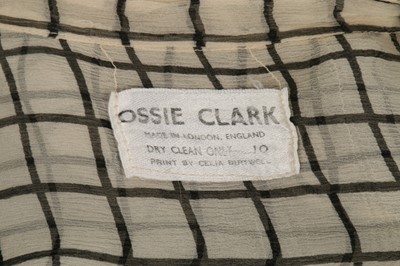 OSSIE CLARK
MADE IN LONDON, ENGLAND
DRY CLEAN ONLY 10
PRINT BY CELIA BIRTWELL